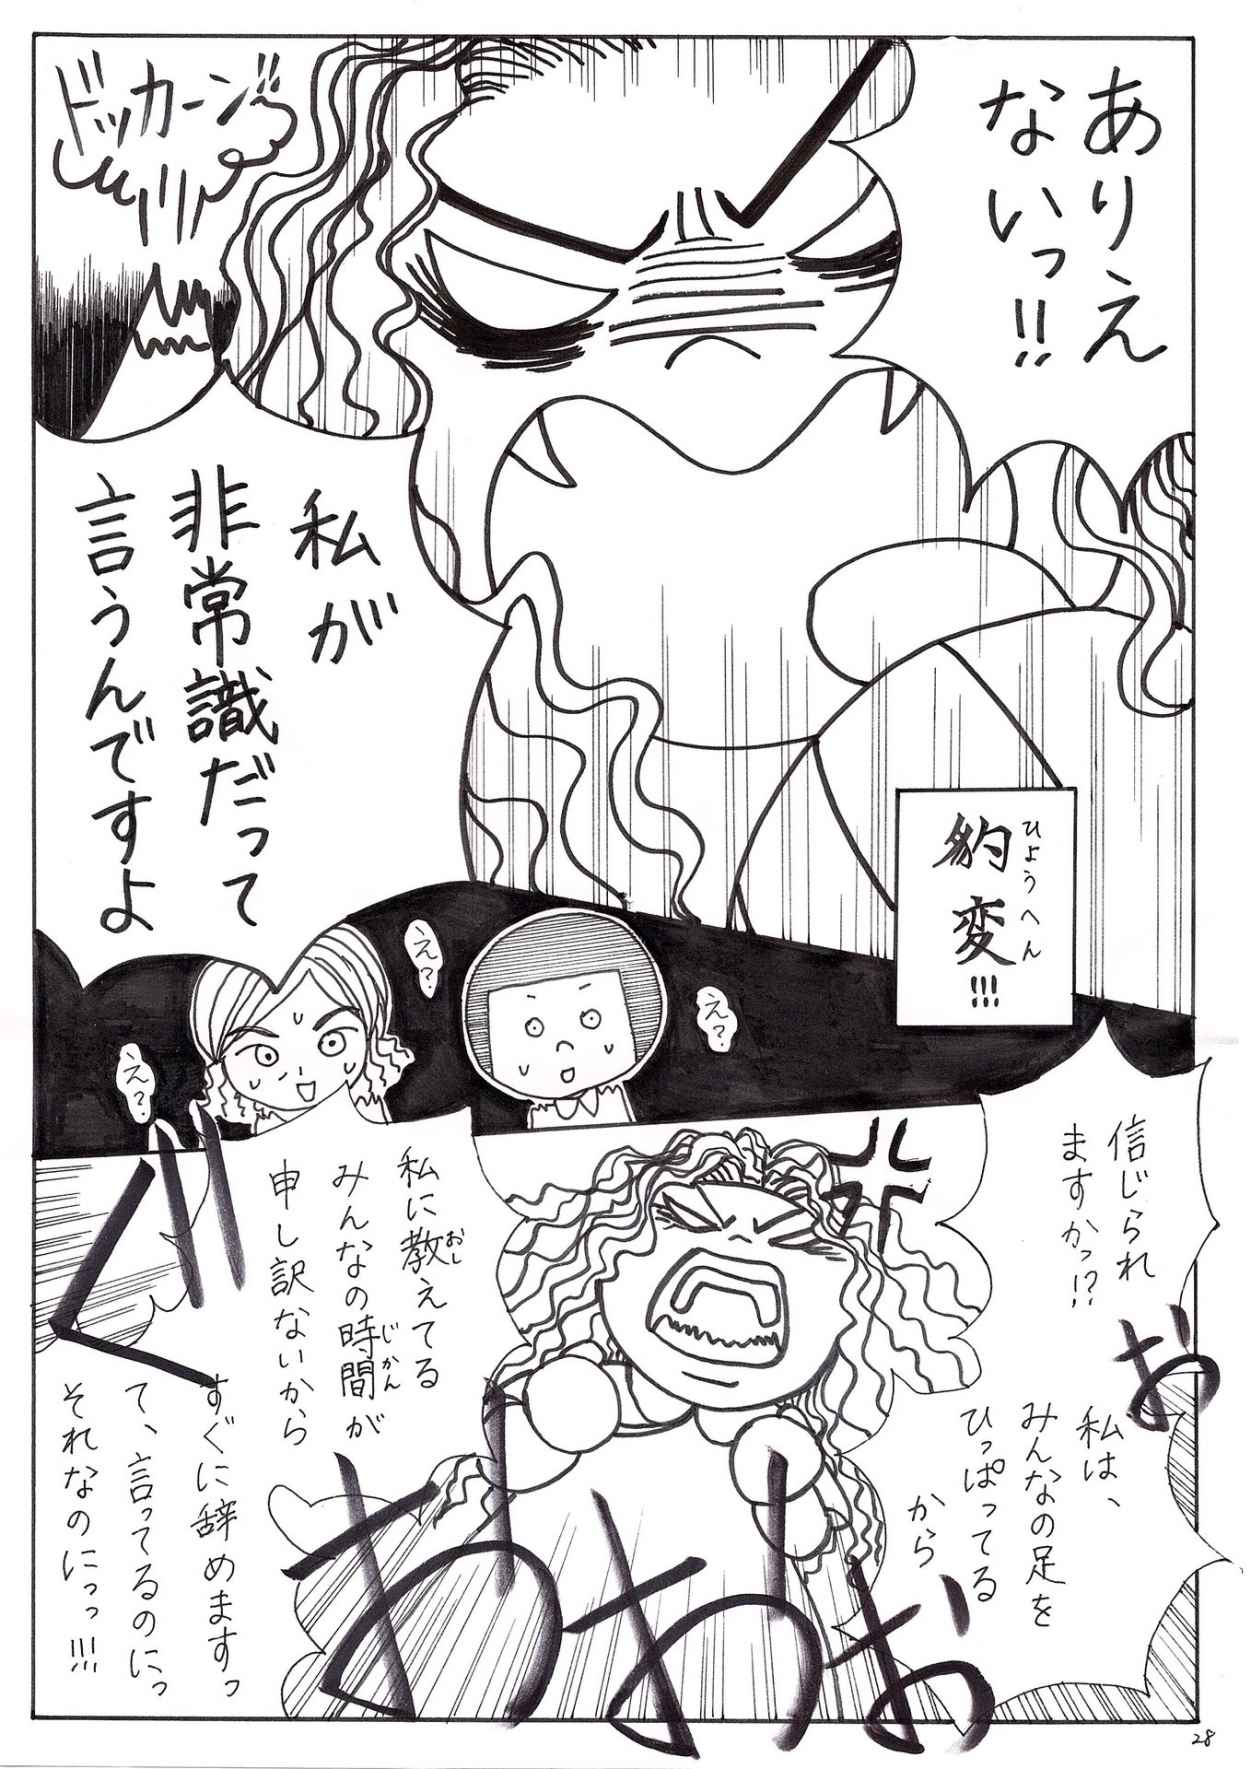 ありえ
ないっ!!
ドッカーン
私が
非常識だって
言うんですよ
豹変!!!
ひょうへん
え?
え?
え?
信じられ
ますかっ!?
私は、
みんなの足を
ひっぱってる
から
私に教えてる
おし
みんなの時間が
じかん
申し訳ないから
すぐに辞めますっ
て、言ってるのにっ
それなのにっっ!!!
おおおお
28